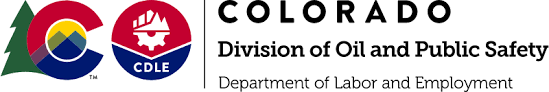 COLORADO
Division of Oil and Public Safety
Department of Labor and Employment
TM
CDLE